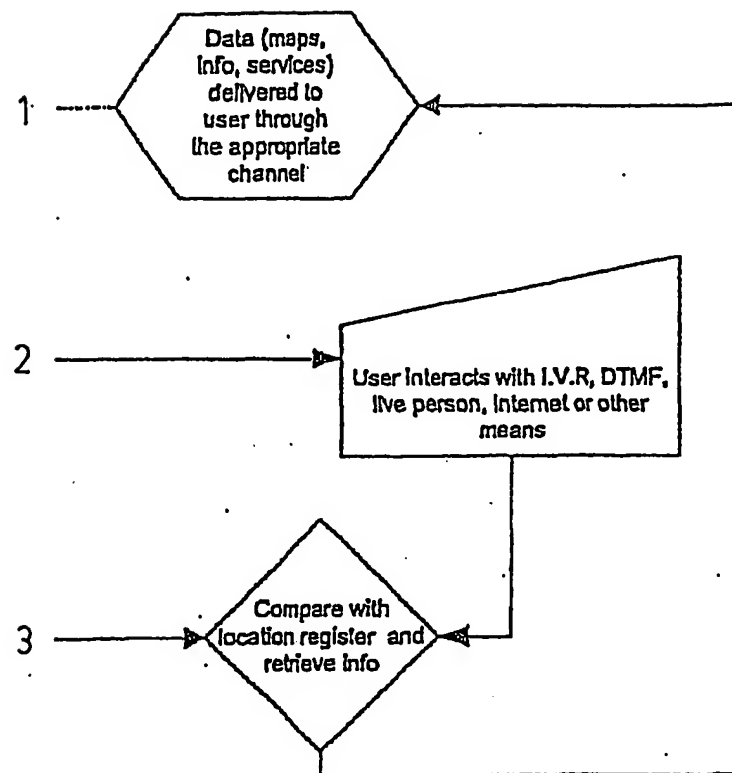 Data (maps,
info, services)
delivered to
user through
the appropriate
channel
1
2
User interacts with I.V.R, DTMF,
live person, Internet or other
means
3
Compare with
location register and
retrieve info